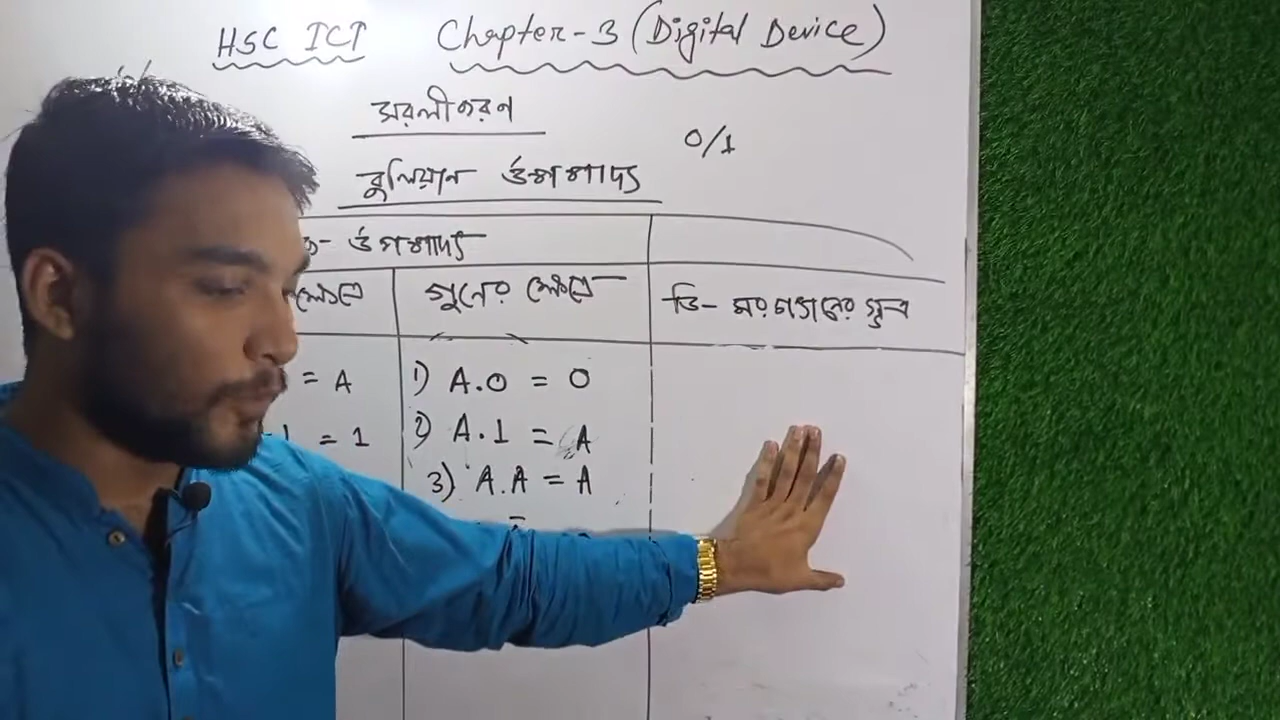 HSC ICT Chapter-3 (Digital Device)
সরলীকরণ
0/1
বুলিয়ান উপপাদ্য
উপপাদ্য
ক্ষেত্রে
গুনের ক্ষেত্রে
ডি- মরগানের সূত্র
= A
1) A.0 = 0
= 1
2) A.1 = A
3) A.A = A